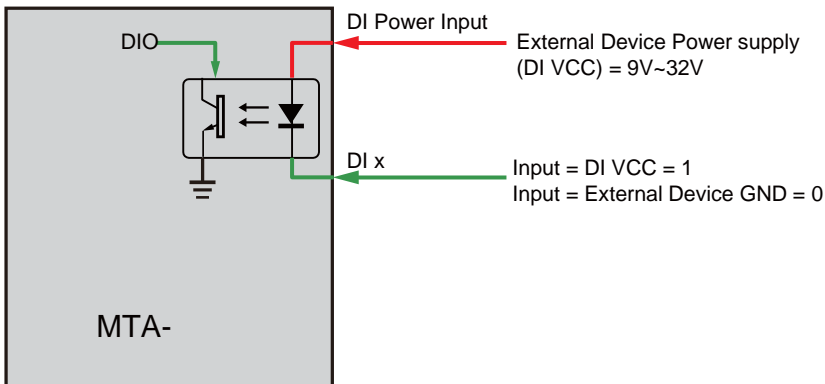 DI Power Input
DIO
External Device Power supply
(DI VCC) = 9V~32V
DI x
Input = DI VCC = 1
Input = External Device GND = 0
MTA-